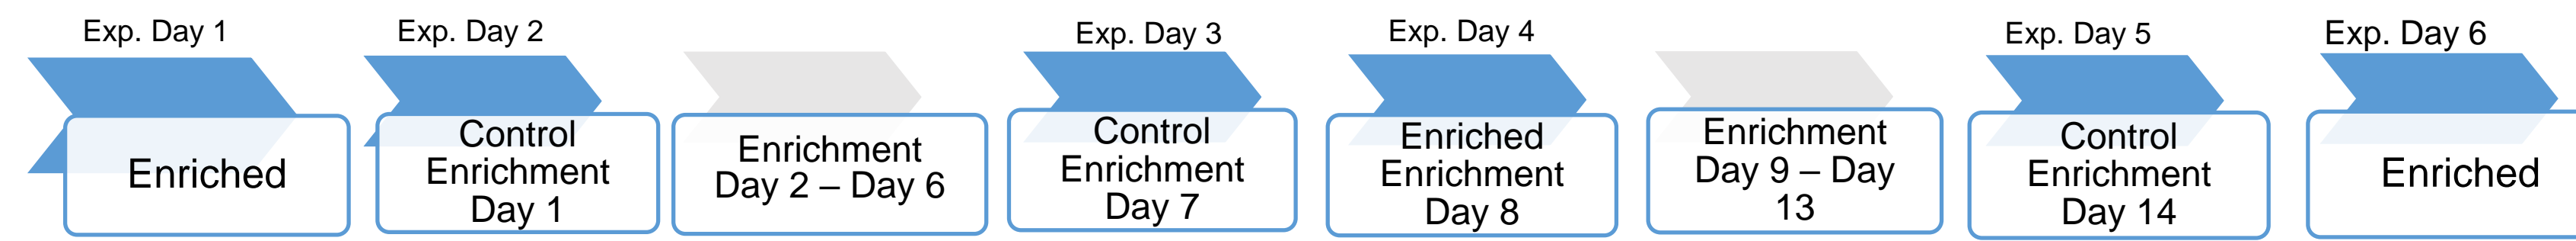 Exp. Day 1
Enriched
Exp. Day 2
Control
Enrichment
Day 1
Enrichment
Day 2 – Day 6
Exp. Day 3
Control
Enrichment
Day 7
Exp. Day 4
Enriched
Enrichment
Day 8
Enrichment
Day 9 – Day
13
Exp. Day 5
Control
Enrichment
Day 14
Exp. Day 6
Enriched